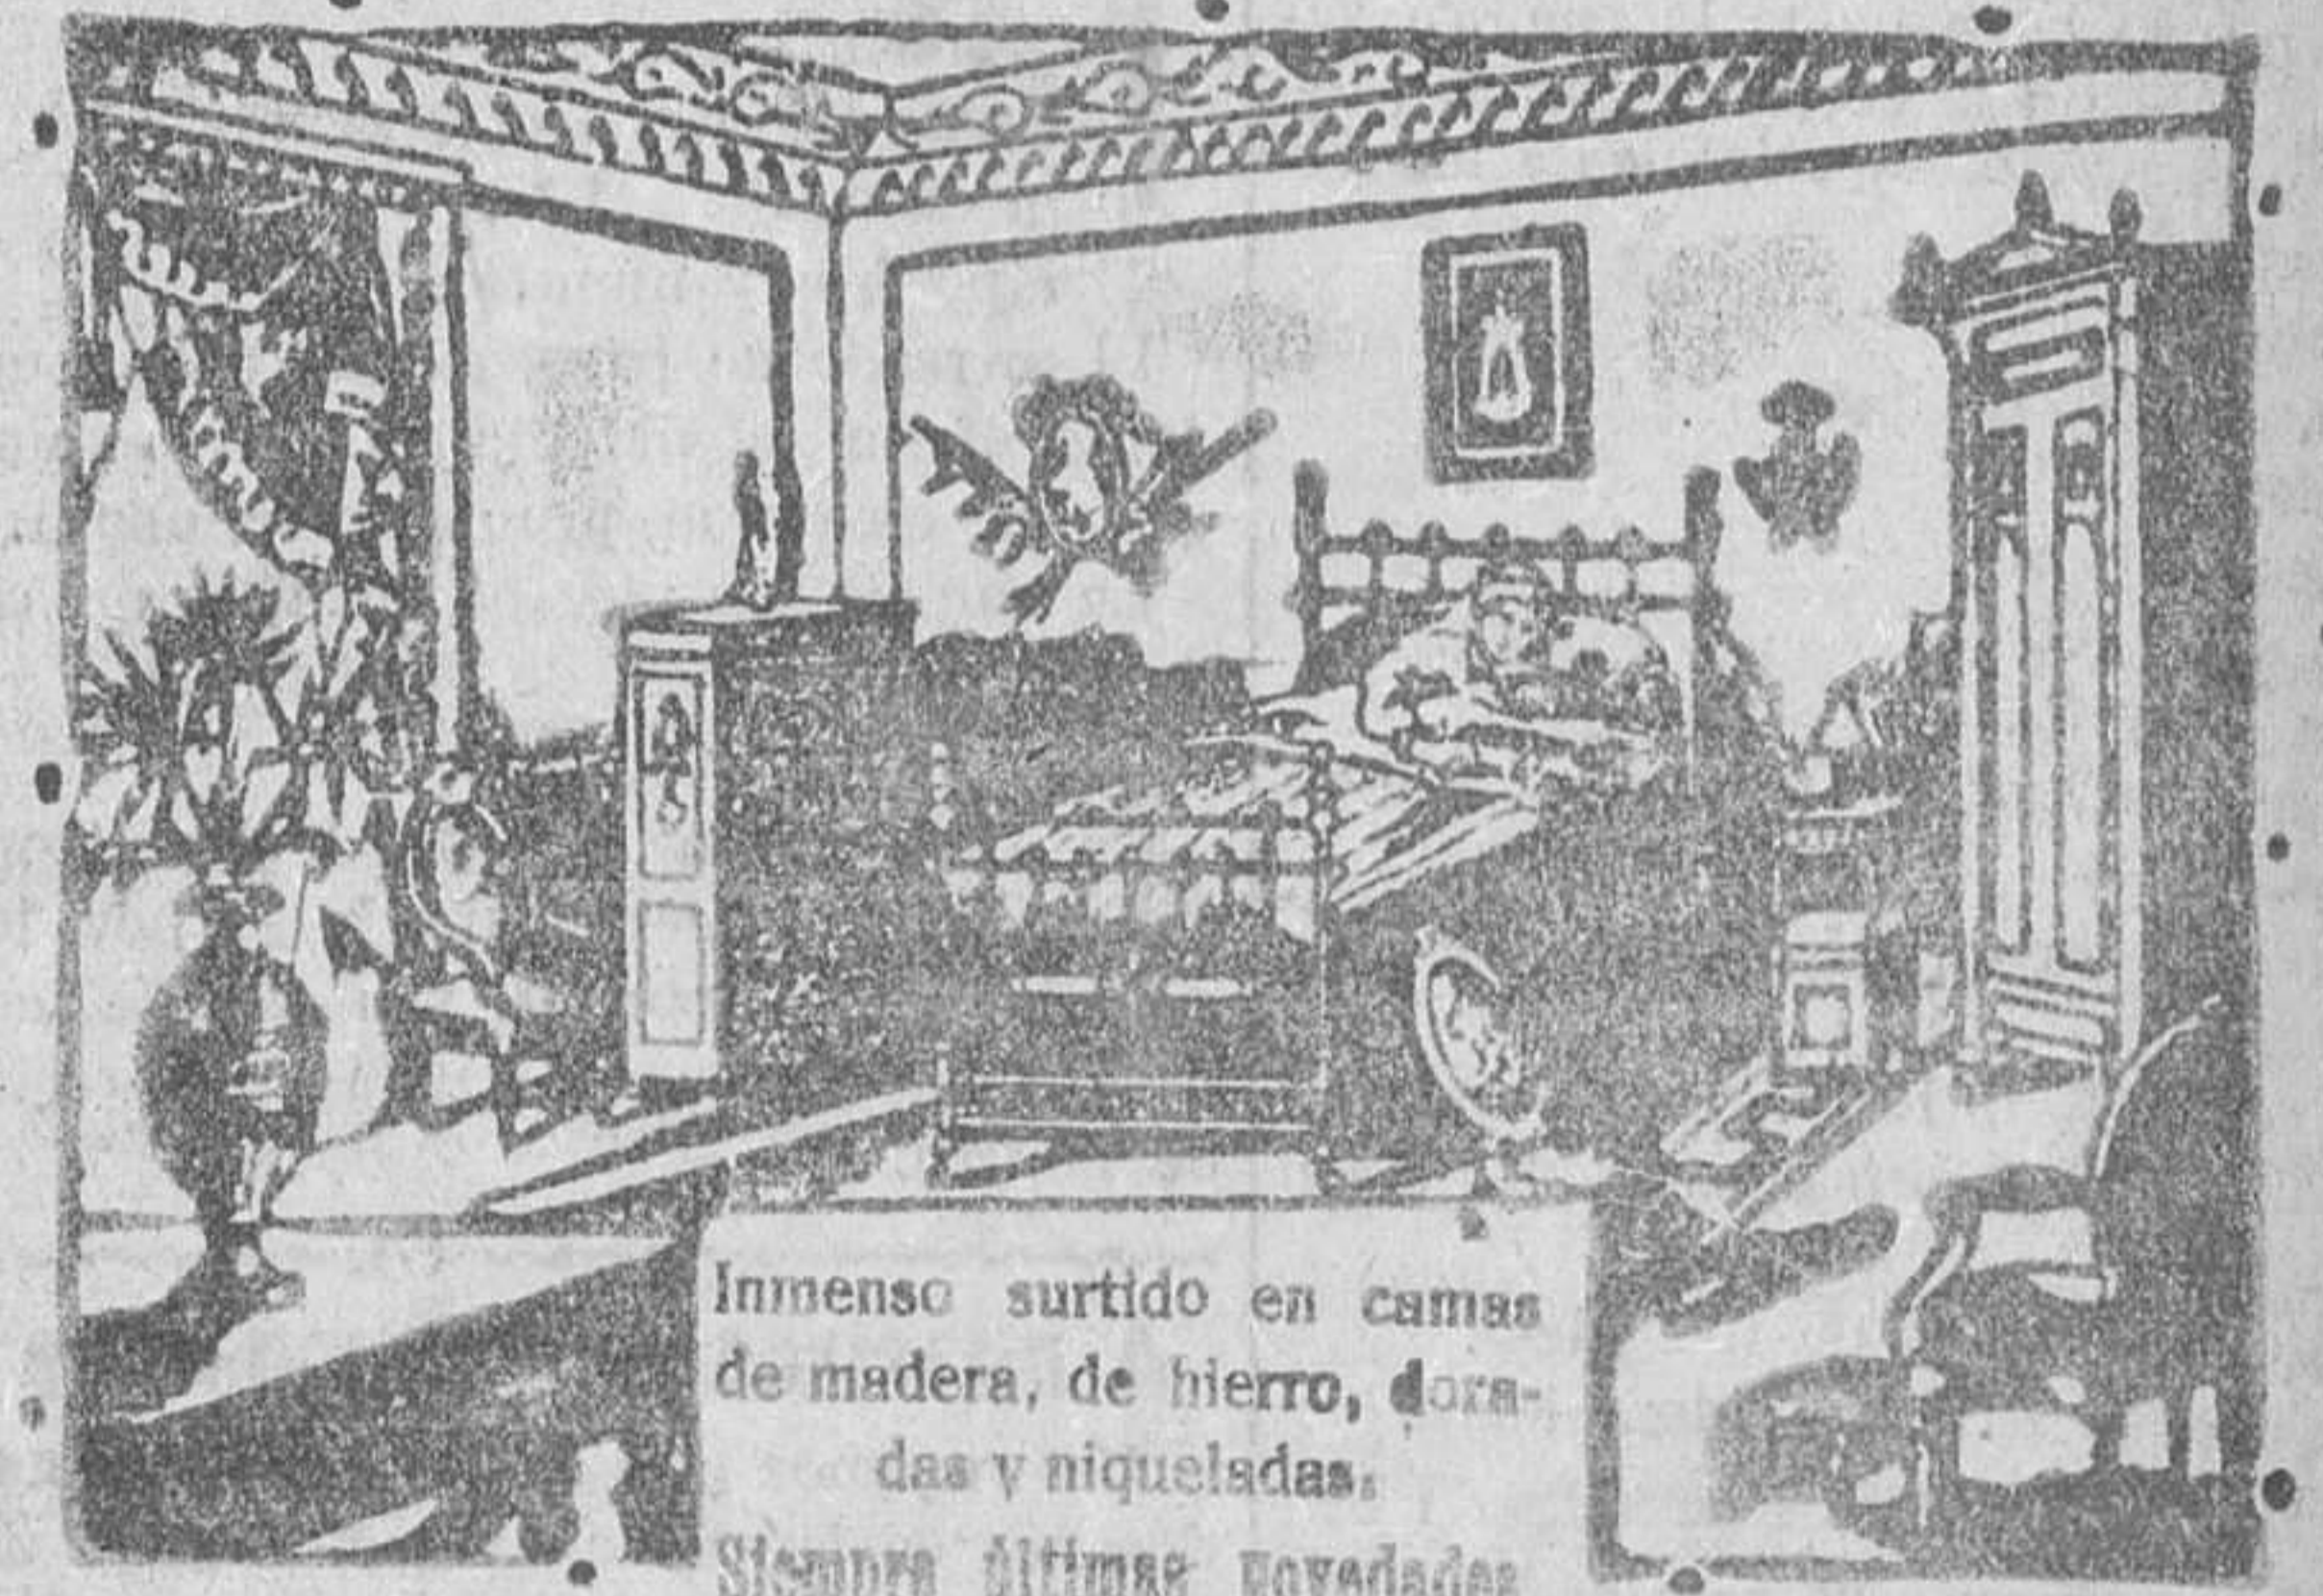 Inmenso surtido en camas
de madera, de hierro, dora-
das y niqueladas.
Siempre últimas novedades